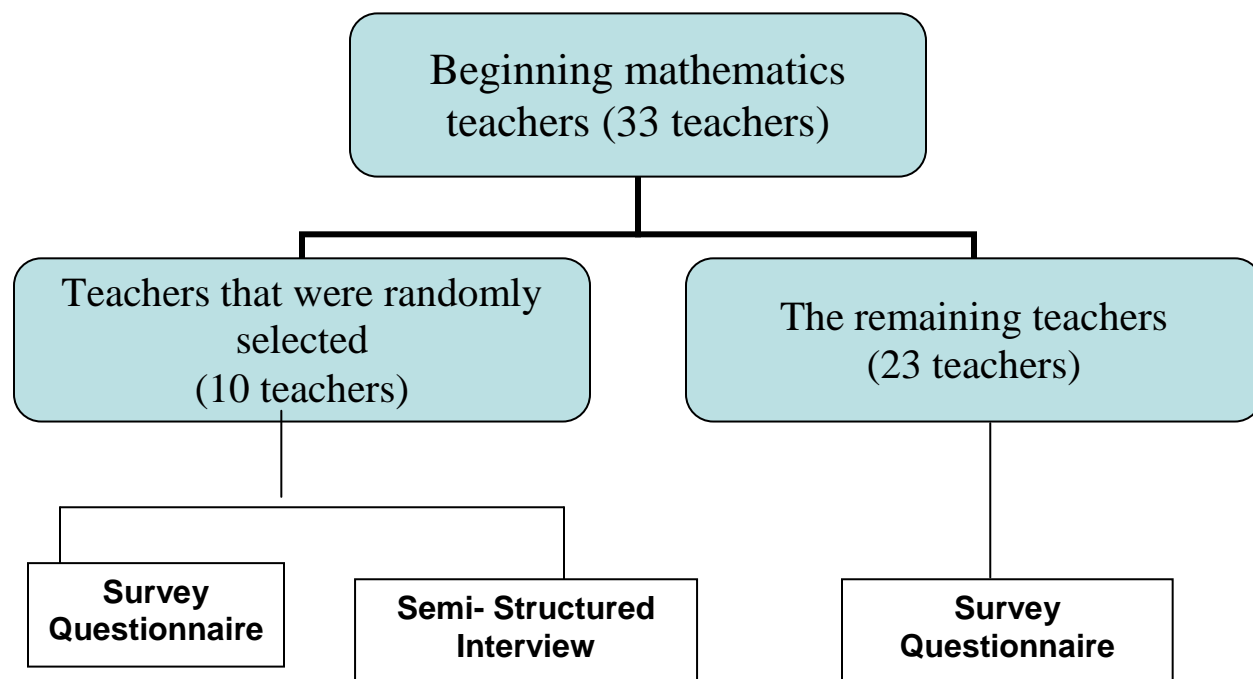 Beginning mathematics
teachers (33 teachers)
Teachers that were randomly
selected
(10 teachers)
The remaining teachers
(23 teachers)
Survey
Questionnaire
Semi- Structured
Interview
Survey
Questionnaire